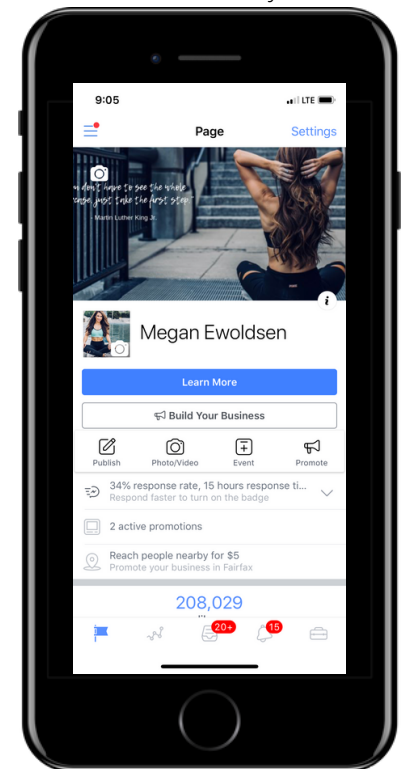 9:05
LTE
Page
Settings
don't have to see the whole
just take the first step"
- Martin Luther King Jr.
i
Megan Ewoldsen
Learn More
Build Your Business
Publish
Photo/Video
Event
Promote
34% response rate, 15 hours response ti...
Respond faster to turn on the badge
2 active promotions
Reach people nearby for $5
Promote your business in Fairfax
208,029
20+
15